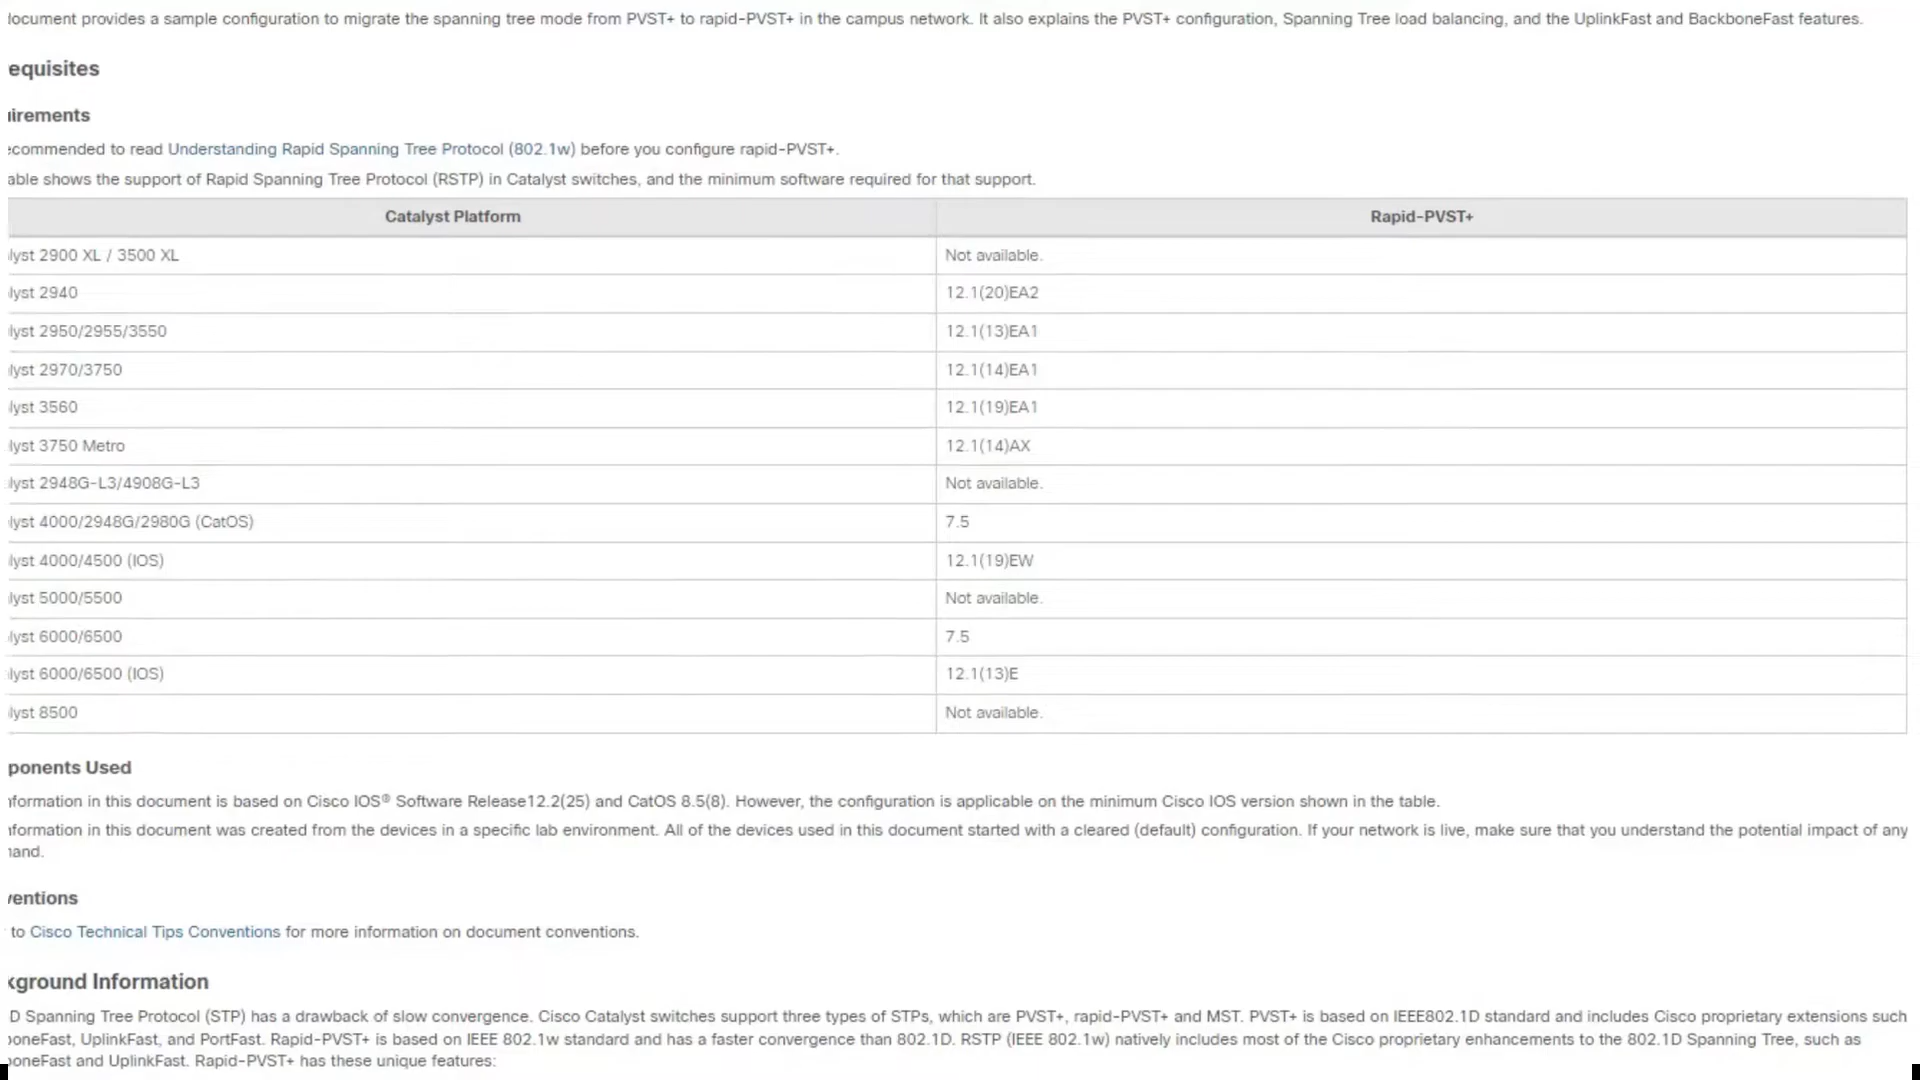 document provides a sample configuration to migrate the spanning tree mode from PVST+ to rapid-PVST+ in the campus network. It also explains the PVST+ configuration, Spanning Tree load balancing, and the UplinkFast and BackboneFast features.
equisites
irements
ecommended to read Understanding Rapid Spanning Tree Protocol (802.1w) before you configure rapid-PVST+.
able shows the support of Rapid Spanning Tree Protocol (RSTP) in Catalyst switches, and the minimum software required for that support.
Catalyst Platform Rapid-PVST+
lyst 2900 XL / 3500 XL Not available.
lyst 2940 12.1(20)EA2
lyst 2950/2955/3550 12.1(13)EA1
lyst 2970/3750 12.1(14)EA1
lyst 3560 12.1(19)EA1
lyst 3750 Metro 12.1(14)AX
lyst 2948G-L3/4908G-L3 Not available.
lyst 4000/2948G/2980G (CatOS) 7.5
lyst 4000/4500 (IOS) 12.1(19)EW
lyst 5000/5500 Not available.
lyst 6000/6500 7.5
lyst 6000/6500 (IOS) 12.1(13)E
lyst 8500 Not available.
ponents Used
nformation in this document is based on Cisco IOS® Software Release12.2(25) and CatOS 8.5(8). However, the configuration is applicable on the minimum Cisco IOS version shown in the table.
nformation in this document was created from the devices in a specific lab environment. All of the devices used in this document started with a cleared (default) configuration. If your network is live, make sure that you understand the potential impact of any
nand.
ventions
to Cisco Technical Tips Conventions for more information on document conventions.
kground Information
D Spanning Tree Protocol (STP) has a drawback of slow convergence. Cisco Catalyst switches support three types of STPs, which are PVST+, rapid-PVST+ and MST. PVST+ is based on IEEE802.1D standard and includes Cisco proprietary extensions such
boneFast, UplinkFast, and PortFast. Rapid-PVST+ is based on IEEE 802.1w standard and has a faster convergence than 802.1D. RSTP (IEEE 802.1w) natively includes most of the Cisco proprietary enhancements to the 802.1D Spanning Tree, such as
boneFast and UplinkFast. Rapid-PVST+ has these unique features: